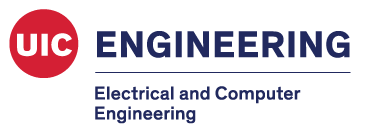 UIC ENGINEERING
Electrical and Computer
Engineering